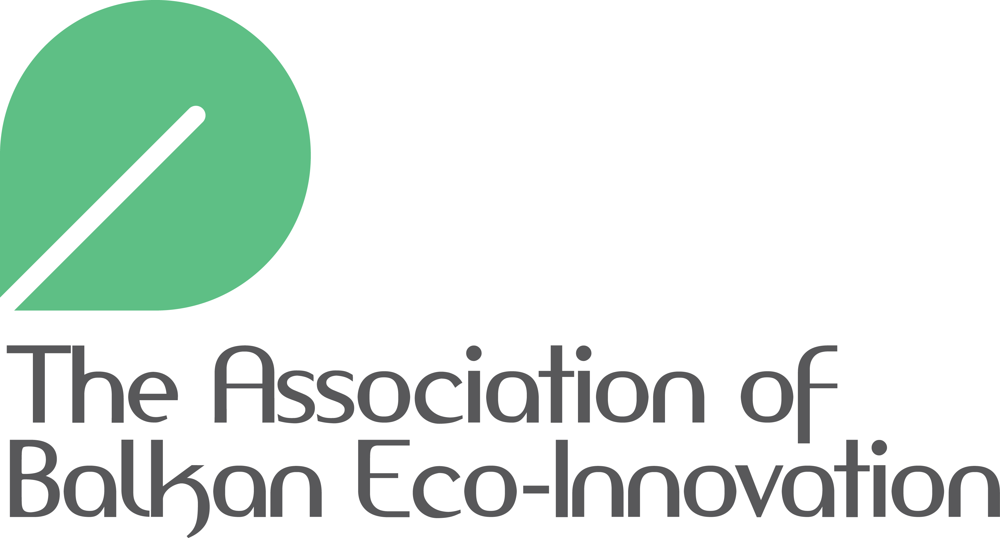 The Association of
Balkan Eco-Innovation